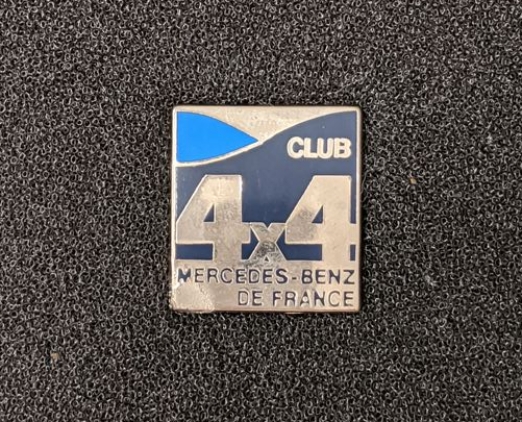 CLUB
4x4
MERCEDES-BENZ
DE FRANCE